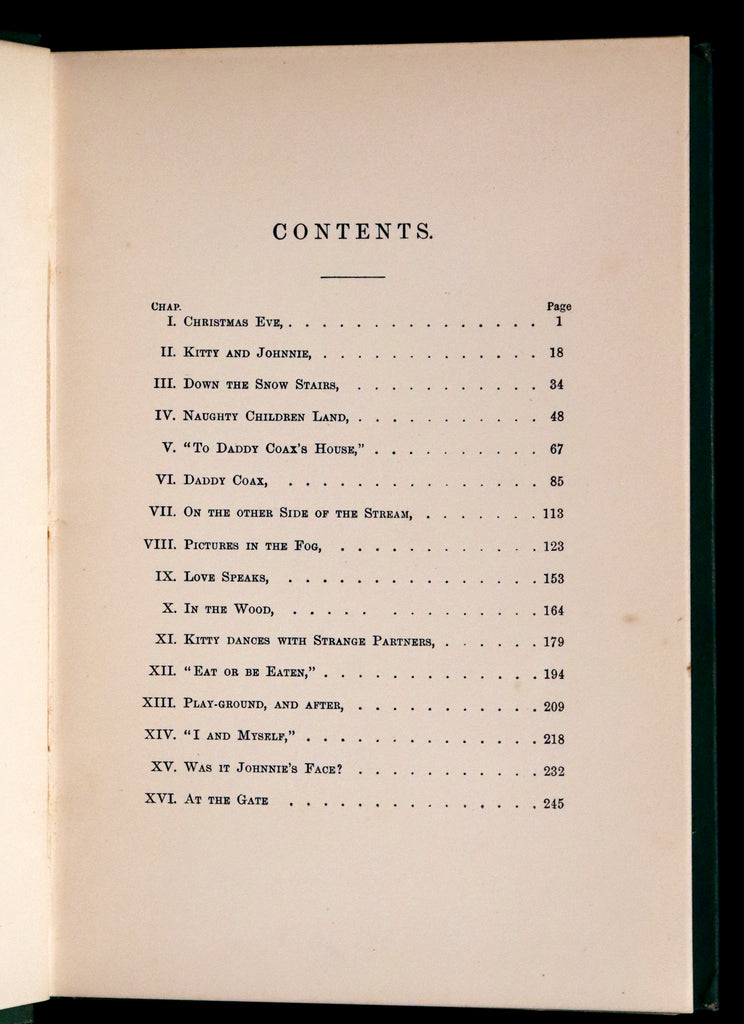 CONTENTS.
CHAP. Page
I. CHRISTMAS EVE, . . . . . . . . . . . . . . . 1
II. KITTY AND JOHNNIE, . . . . . . . . . . . . . 18
III. DOWN THE SNOW STAIRS, . . . . . . . . . . . 34
IV. NAUGHTY CHILDREN LAND, . . . . . . . . . . . 48
V. "TO DADDY COAX'S HOUSE," . . . . . . . . . . 67
VI. DADDY COAX, . . . . . . . . . . . . . . . 85
VII. ON THE OTHER SIDE OF THE STREAM, . . . . . . . 113
VIII. PICTURES IN THE FOG, . . . . . . . . . . . . 123
IX. LOVE SPEAKS, . . . . . . . . . . . . . . . 153
X. IN THE WOOD, . . . . . . . . . . . . . . 164
XI. KITTY DANCES WITH STRANGE PARTNERS, . . . . . . 179
XII. "EAT OR BE EATEN," . . . . . . . . . . . . . 194
XIII. PLAY-GROUND, AND AFTER, . . . . . . . . . . . 209
XIV. "I AND MYSELF," . . . . . . . . . . . . . . 218
XV. WAS IT JOHNNIE'S FACE? . . . . . . . . . . . 232
XVI. AT THE GATE . . . . . . . . . . . . . . . 245